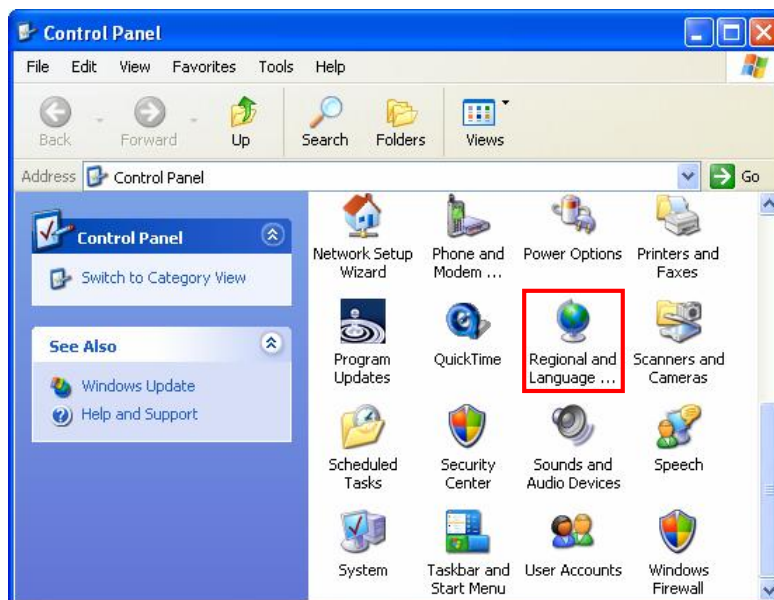 Control Panel
File Edit View Favorites Tools Help
Back Forward Up Search Folders Views
Address Control Panel Go
Control Panel
Switch to Category View
See Also
Windows Update
Help and Support
Network Setup Wizard
Phone and Modem ...
Power Options
Printers and Faxes
Program Updates
QuickTime
Regional and Language ...
Scanners and Cameras
Scheduled Tasks
Security Center
Sounds and Audio Devices
Speech
System
Taskbar and Start Menu
User Accounts
Windows Firewall